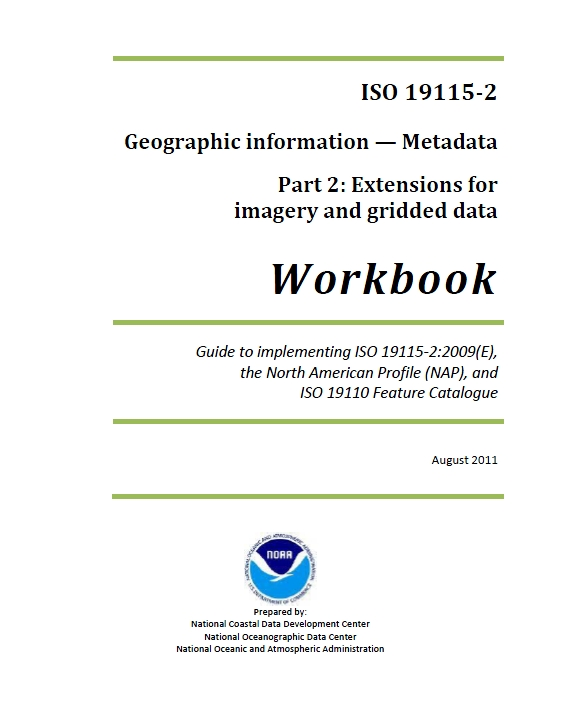 ISO 19115-2
Geographic information — Metadata
Part 2: Extensions for
imagery and gridded data
Workbook
Guide to implementing ISO 19115-2:2009(E),
the North American Profile (NAP), and
ISO 19110 Feature Catalogue
August 2011
NATIONAL OCEANIC AND ATMOSPHERIC ADMINISTRATION
NOAA
U.S. DEPARTMENT OF COMMERCE
Prepared by:
National Coastal Data Development Center
National Oceanographic Data Center
National Oceanic and Atmospheric Administration